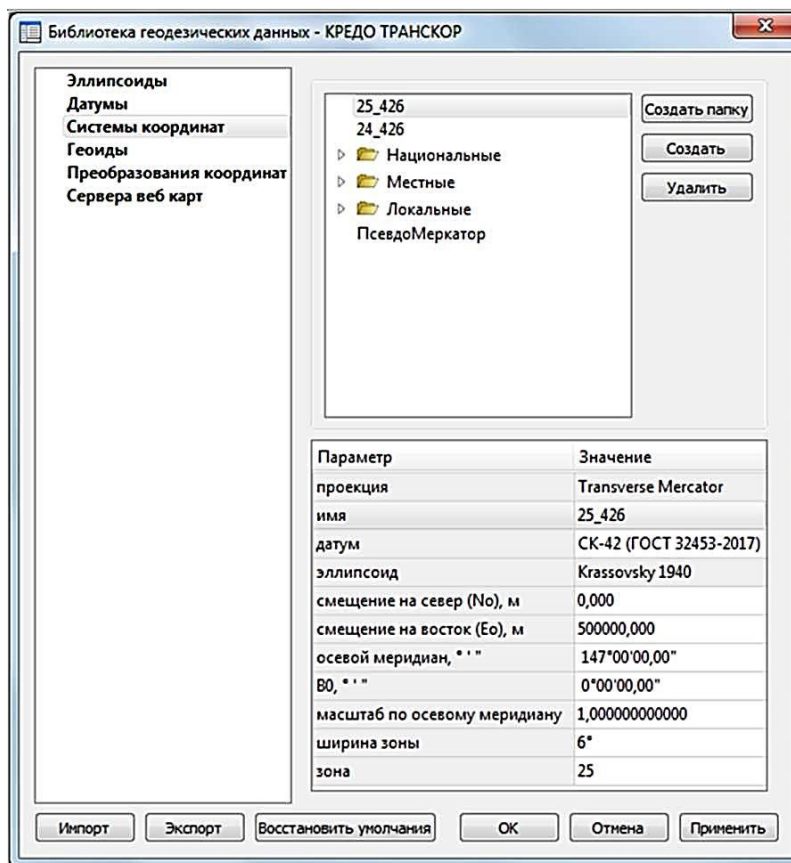 Библиотека геодезических данных - КРЕДО ТРАНСКОР
Эллипсоиды
Датумы
Системы координат
Геоиды
Преобразования координат
Сервера веб карт
25_426
24_426
Национальные
Местные
Локальные
ПсевдоМеркатор
Создать папку
Создать
Удалить
Параметр Значение
проекция Transverse Mercator
имя 25_426
датум СК-42 (ГОСТ 32453-2017)
эллипсоид Krassovsky 1940
смещение на север (No), м 0,000
смещение на восток (Eo), м 500000,000
осевой меридиан, ° ' " 147°00'00,00"
B0, ° ' " 0°00'00,00"
масштаб по осевому меридиану 1,000000000000
ширина зоны 6°
зона 25
Импорт Экспорт Восстановить умолчания ОК Отмена Применить